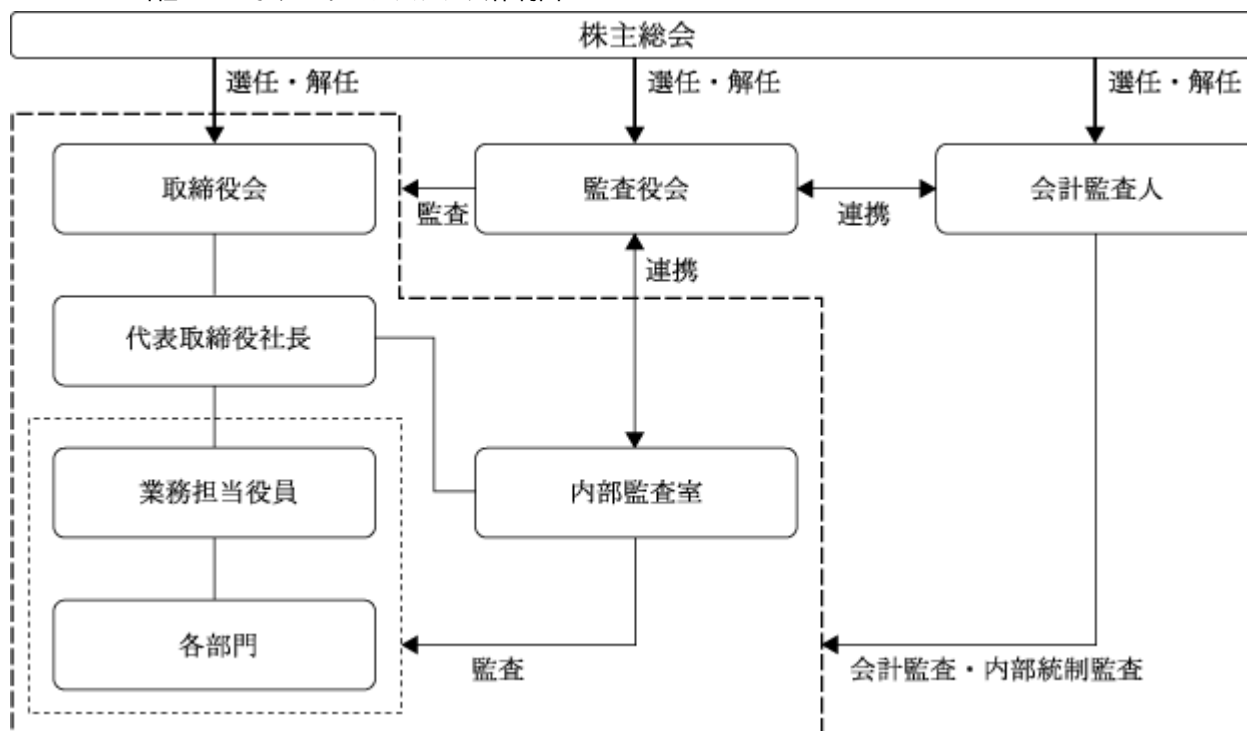 株主総会
選任・解任
選任・解任
選任・解任
取締役会
監査役会
会計監査人
監査
連携
連携
代表取締役社長
業務担当役員
内部監査室
各部門
監査
会計監査・内部統制監査